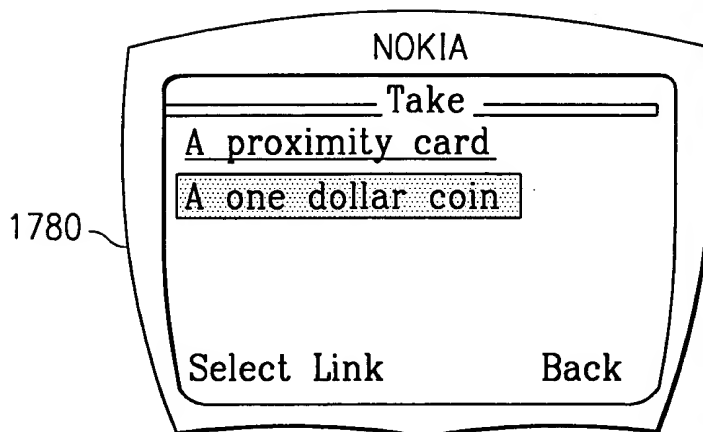 NOKIA
Take
A proximity card
A one dollar coin
1780
Select Link Back